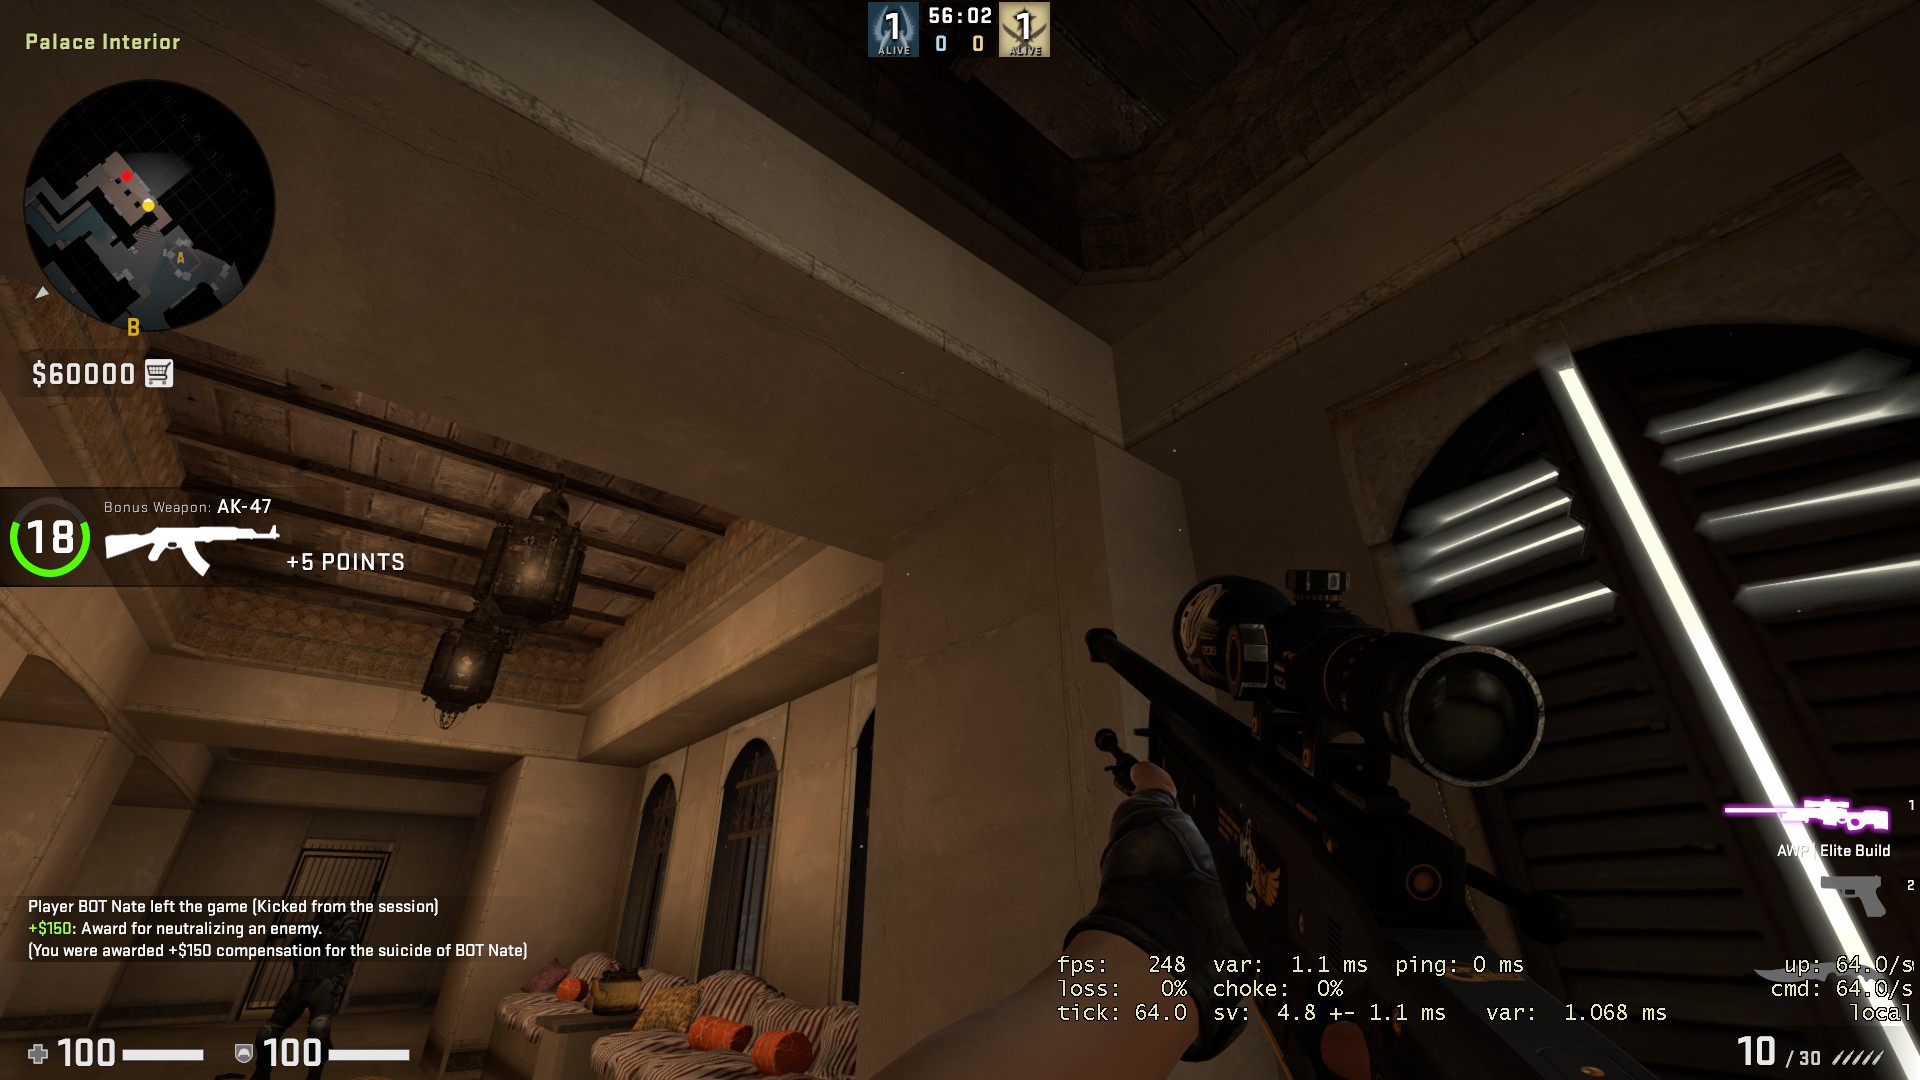 Palace Interior
1
ALIVE
56:02
0 0
1
ALIVE
A
B
$60000
18
Bonus Weapon: AK-47
+5 POINTS
1
AWP | Elite Build
2
Player BOT Nate left the game (Kicked from the session)
+$150: Award for neutralizing an enemy.
(You were awarded +$150 compensation for the suicide of BOT Nate)
fps: 248 var: 1.1 ms ping: 0 ms
up: 64.0/s
loss: 0% choke: 0%
cmd: 64.0/s
tick: 64.0 sv: 4.8 +- 1.1 ms var: 1.068 ms
local
100
100
10 / 30